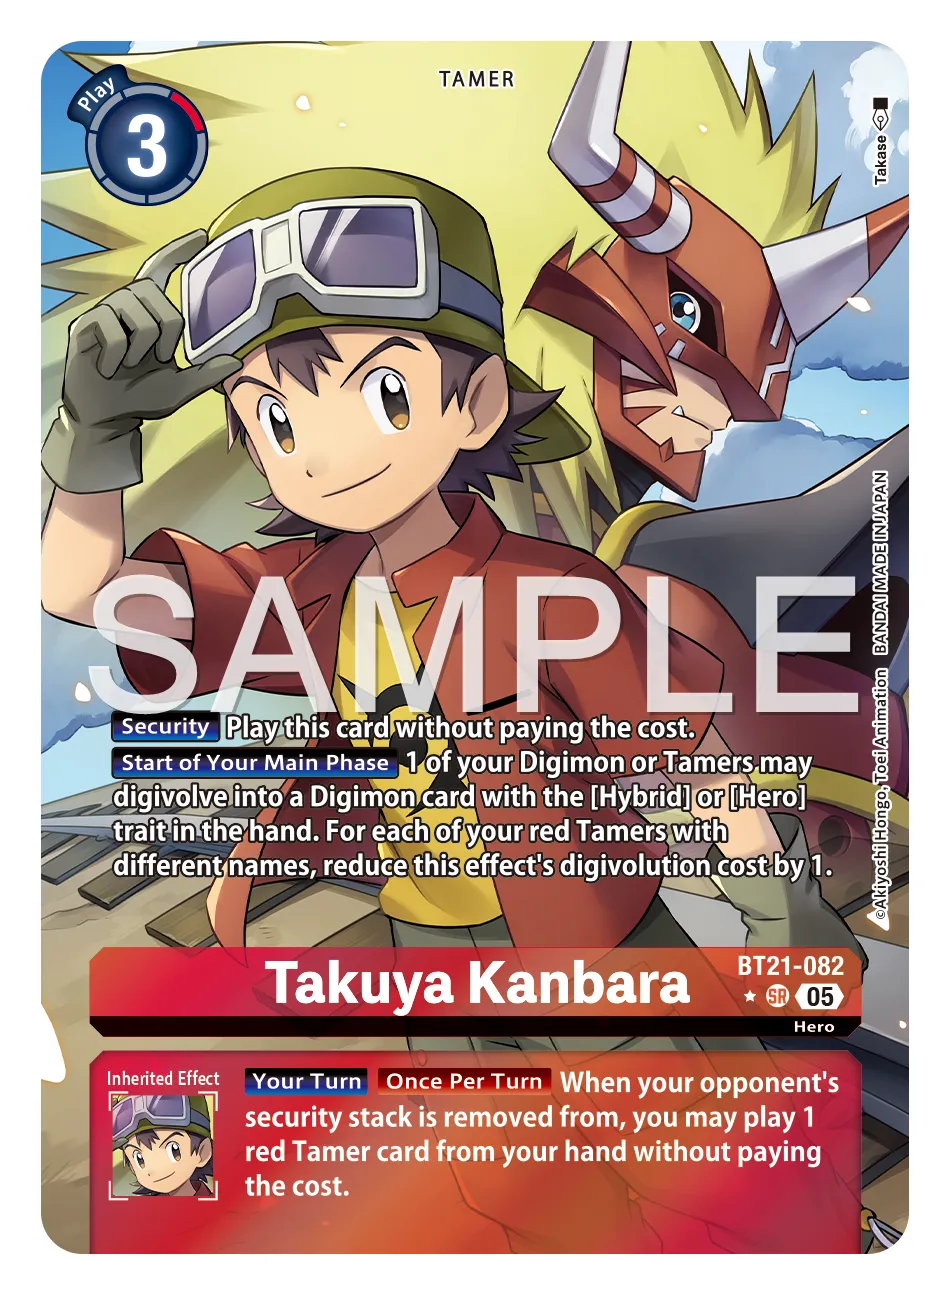 TAMER
Play
3
Takase
SAMPLE
Security Play this card without paying the cost.
Start of Your Main Phase 1 of your Digimon or Tamers may
digivolve into a Digimon card with the [Hybrid] or [Hero]
trait in the hand. For each of your red Tamers with
different names, reduce this effect's digivolution cost by 1.
©Akiyoshi Hongo, Toei Animation BANDAI MADE IN JAPAN
Takuya Kanbara
BT21-082
SR 05
Hero
Inherited Effect
Your Turn Once Per Turn When your opponent's
security stack is removed from, you may play 1
red Tamer card from your hand without paying
the cost.